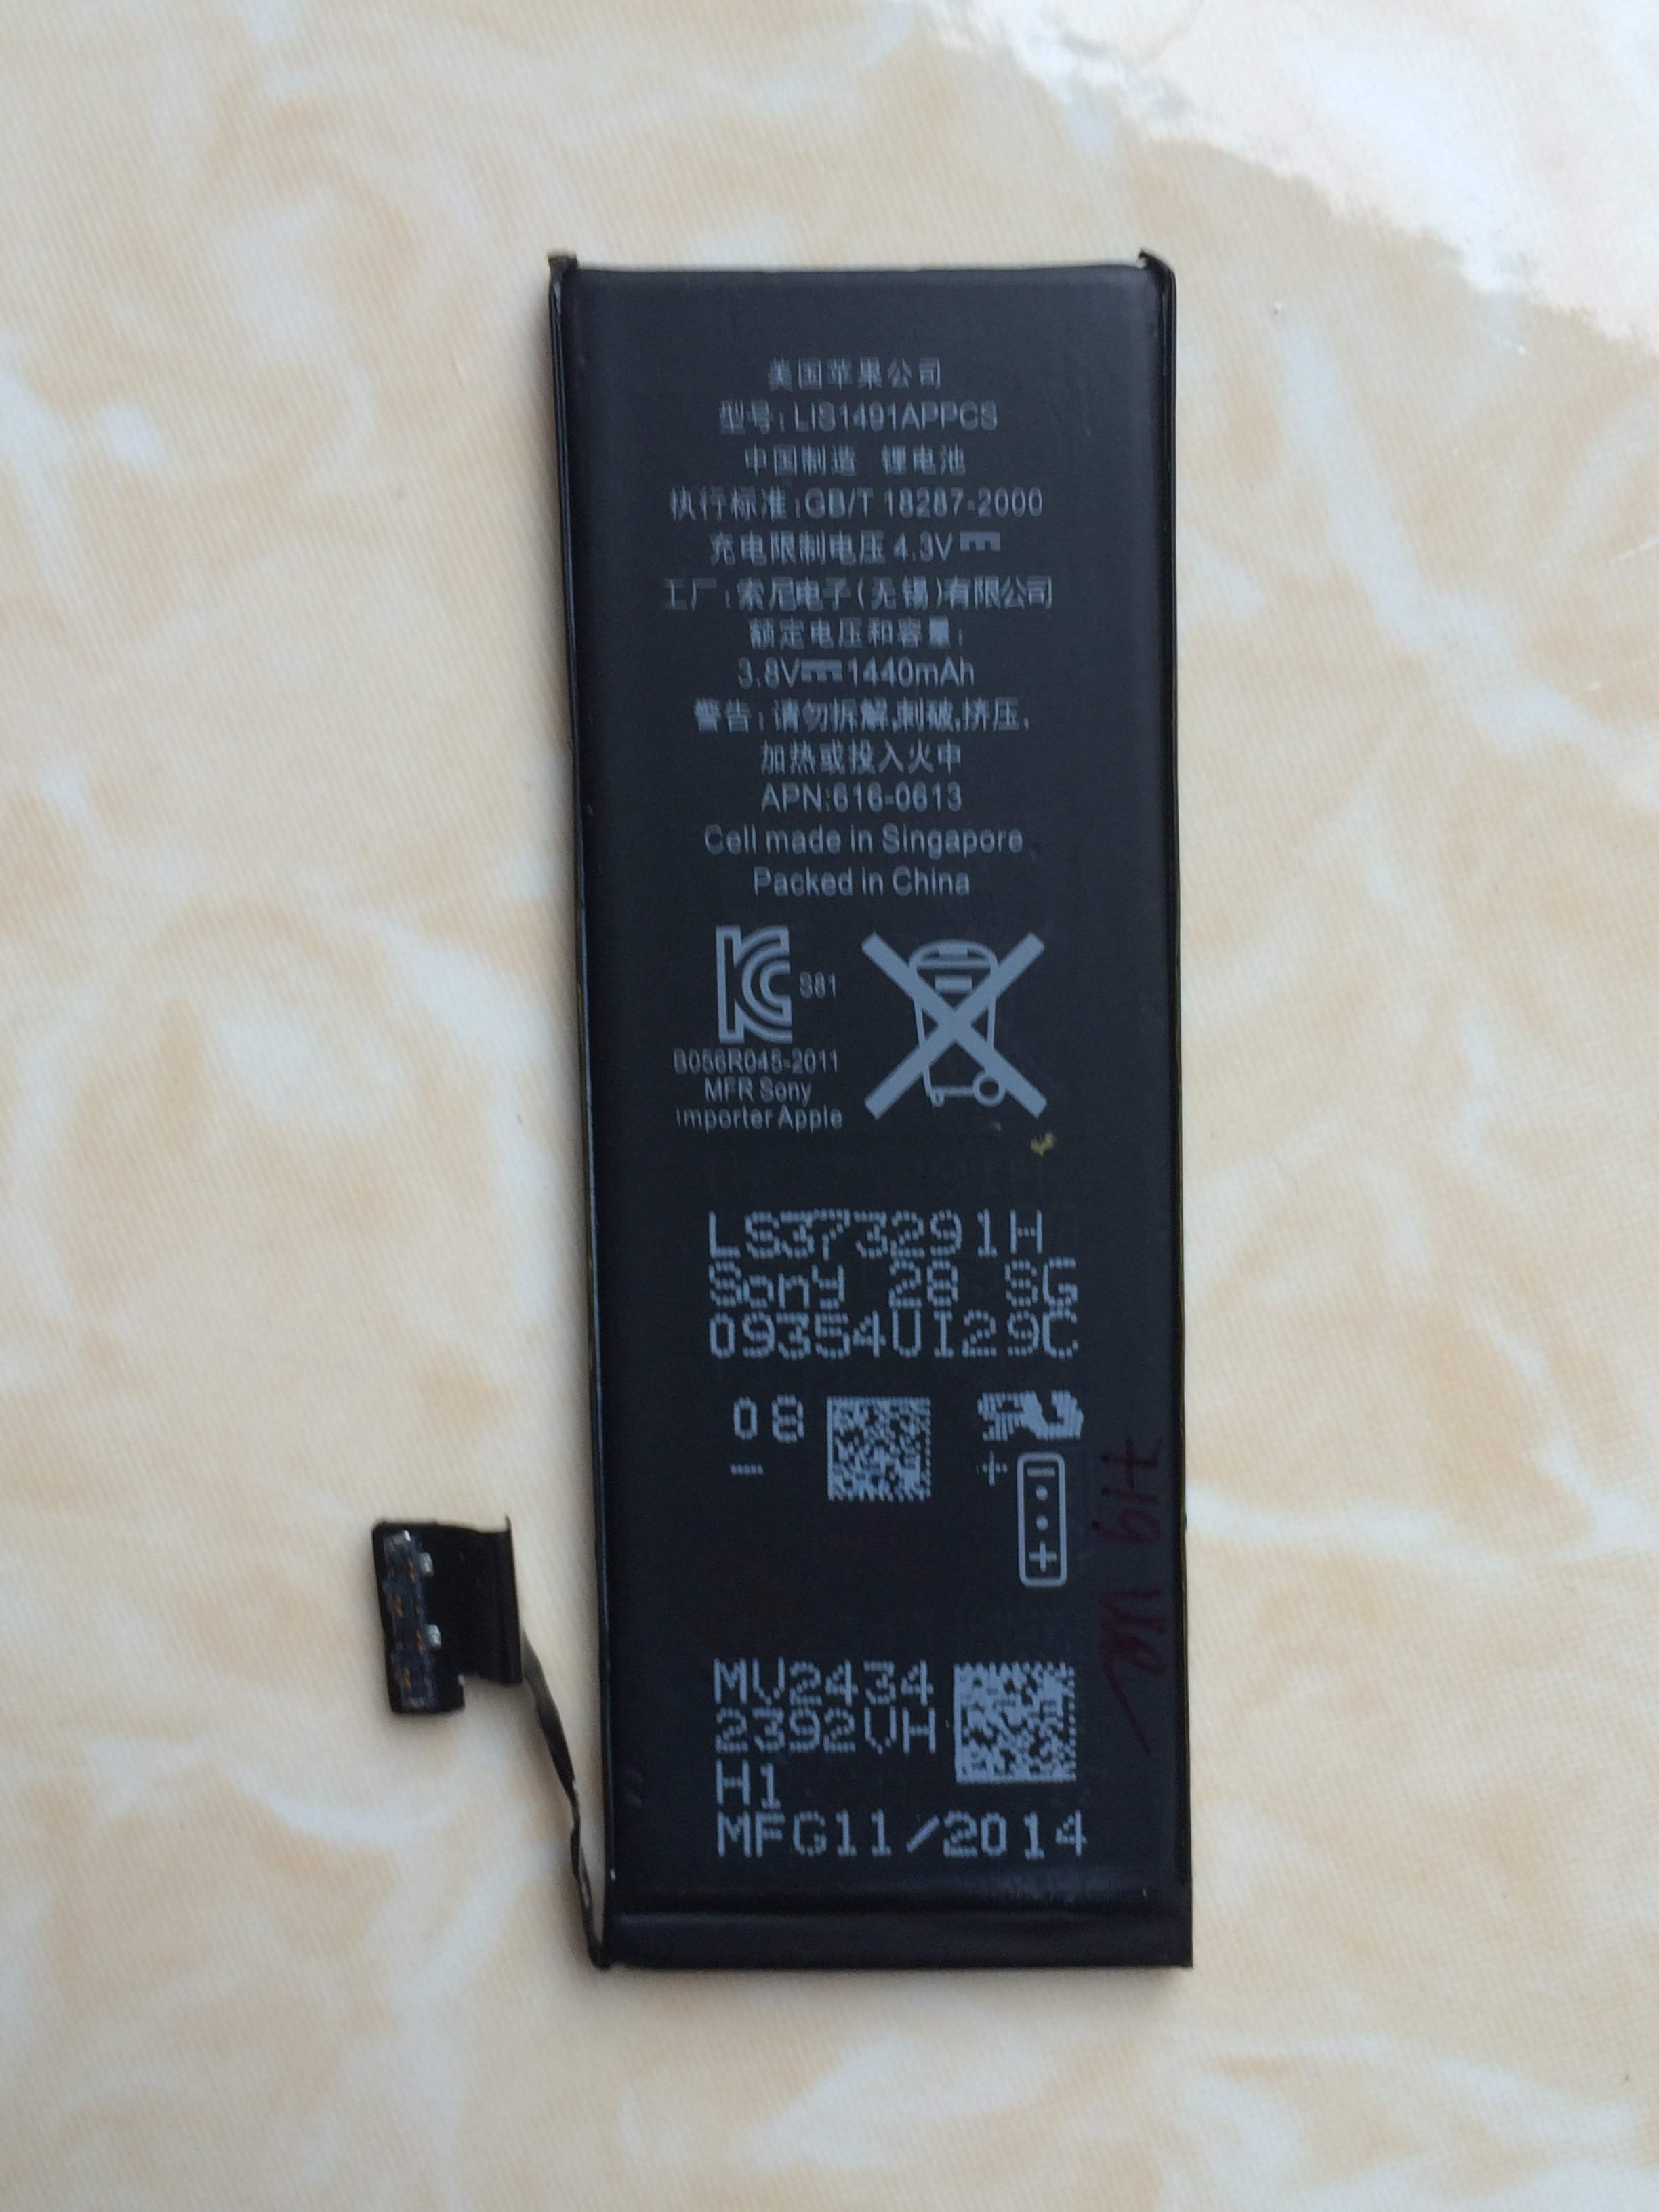 美国苹果公司
型号:LIS1491APPCS
中国制造 锂电池
执行标准:GB/T 18287-2000
充电限制电压 4.3V
工厂:索尼电子(无锡)有限公司
额定电压和容量:
3.8V 1440mAh
警告:请勿拆解,刺破,挤压,
加热或投入火中
APN:616-0613
Cell made in Singapore
Packed in China
S81
B056R045-2011
MFR Sony
Importer Apple
LS373291H
Sony 28 SG
09354UI29C
08
- +
-
+
MV2434
2392VH
H1
MFG11/2014